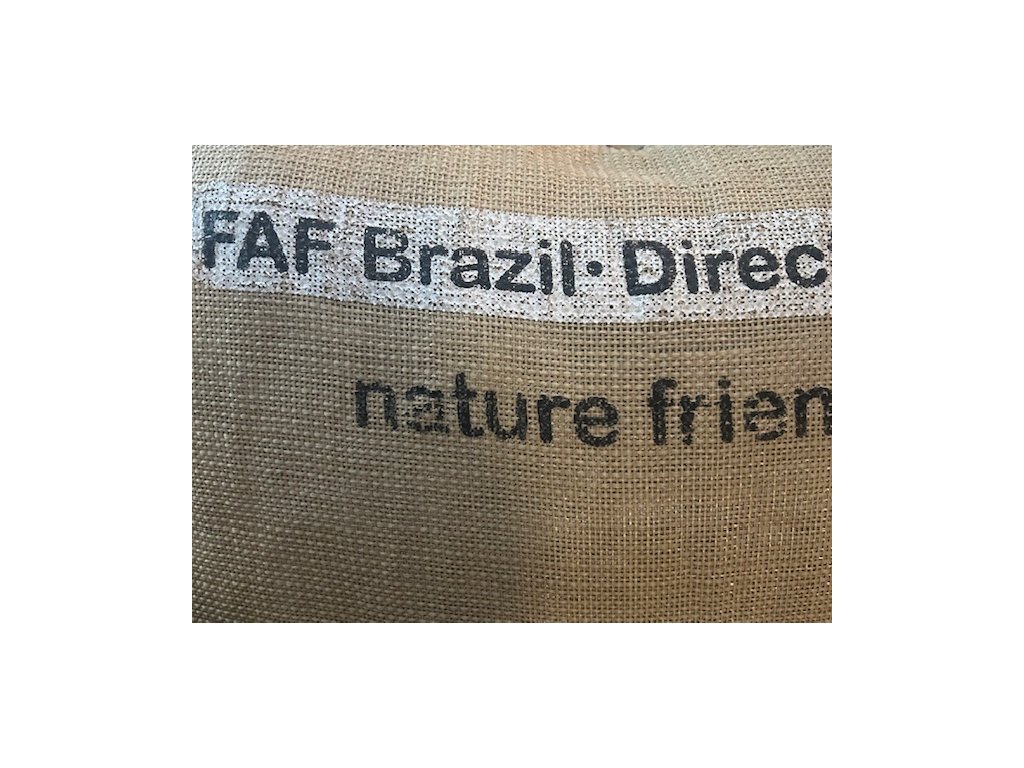 FAF Brazil · Direc
nature frien